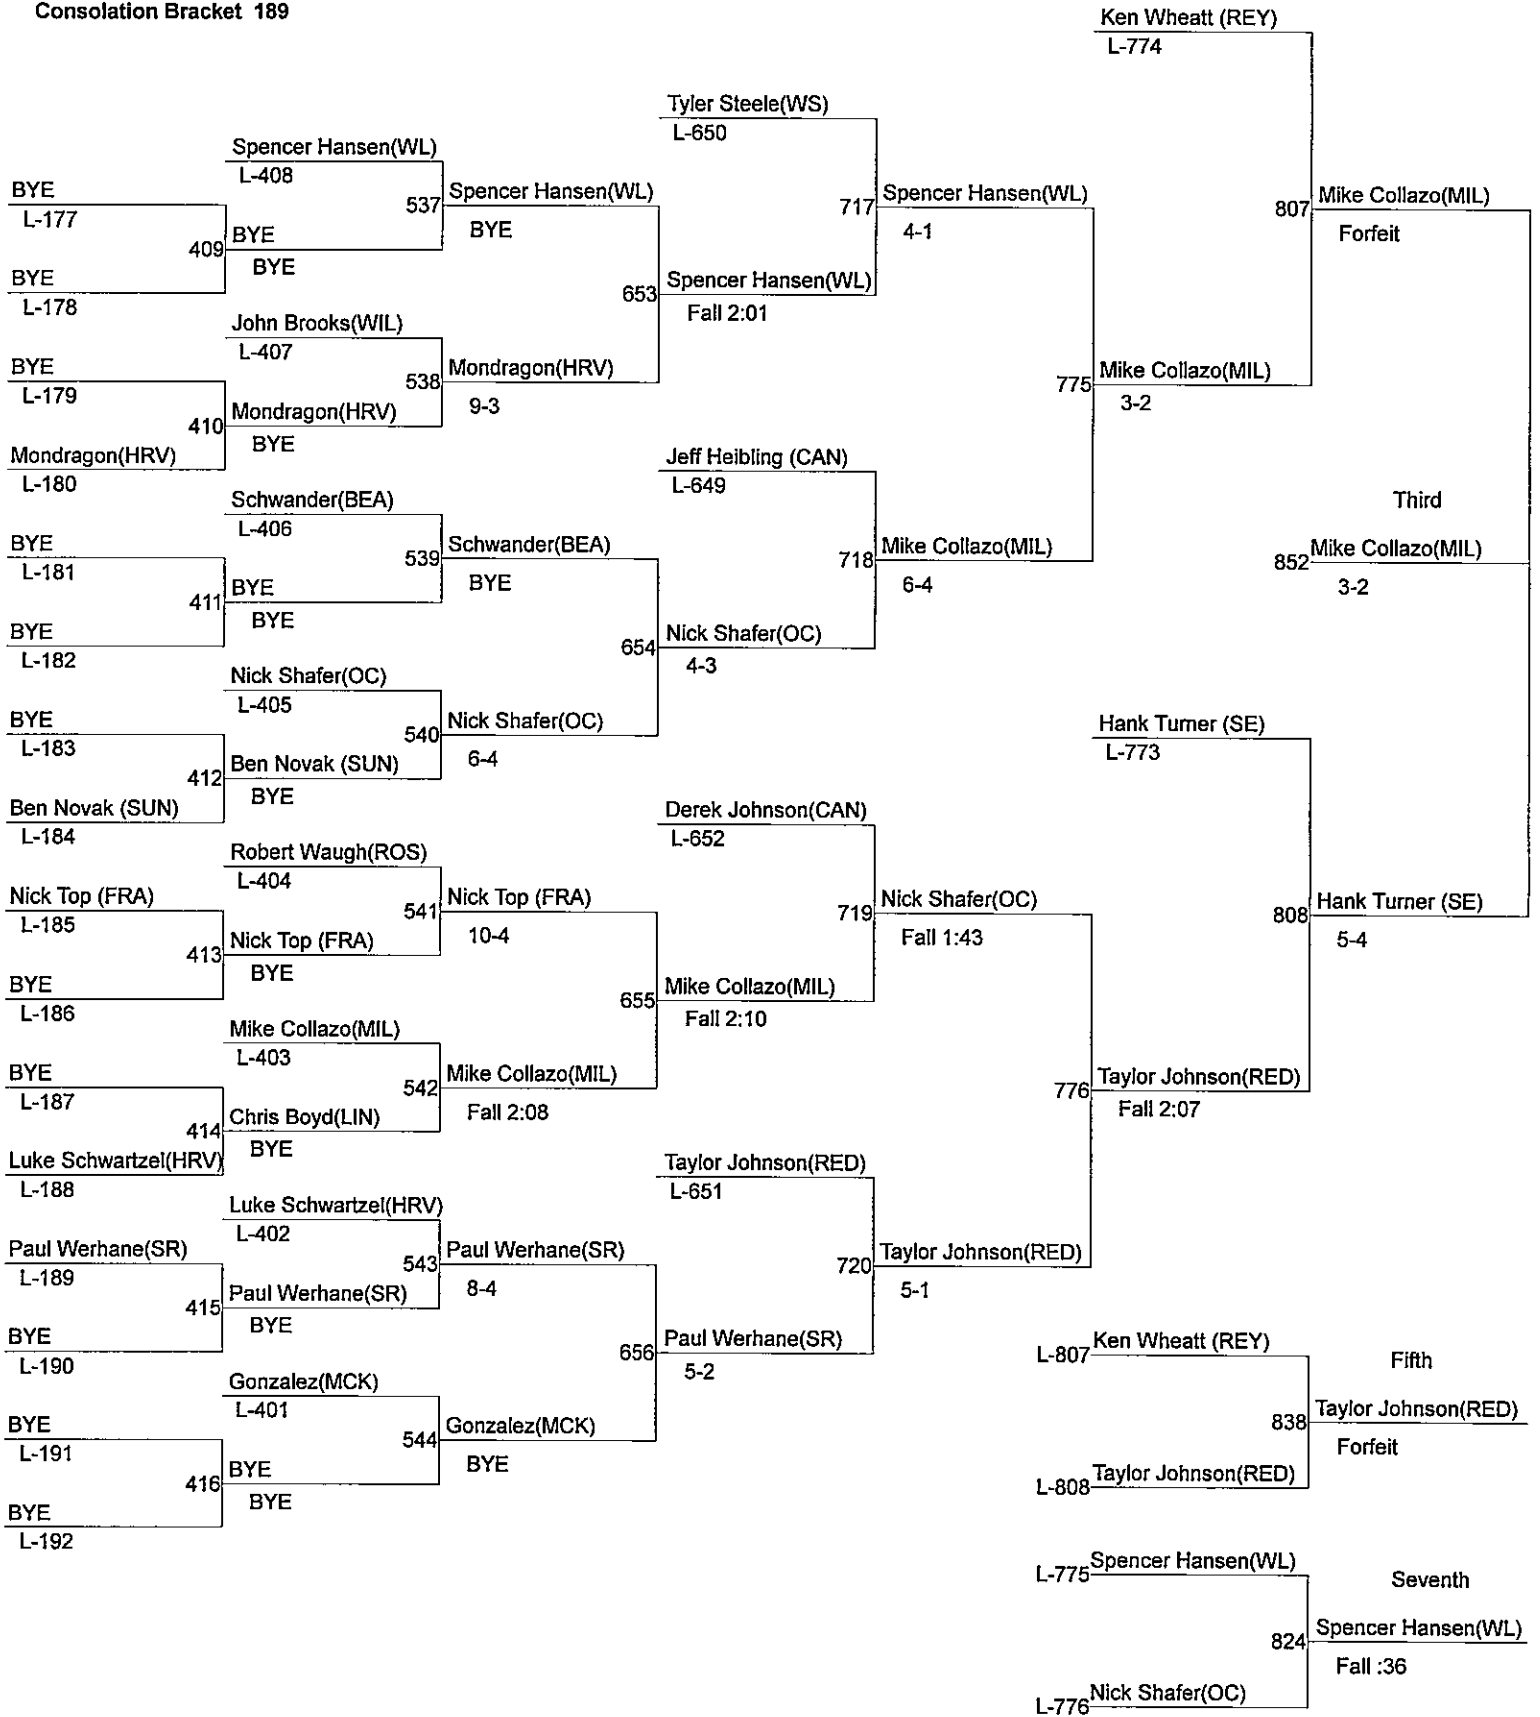 Consolation Bracket 189
BYE
L-177
BYE
L-178
BYE
L-179
Mondragon(HRV)
L-180
BYE
L-181
BYE
L-182
BYE
L-183
Ben Novak (SUN)
L-184
Nick Top (FRA)
L-185
BYE
L-186
BYE
L-187
Luke Schwartzel(HRV)
L-188
Paul Werhane(SR)
L-189
BYE
L-190
BYE
L-191
BYE
L-192
Spencer Hansen(WL)
L-408
409 BYE
BYE
John Brooks(WIL)
L-407
410 Mondragon(HRV)
BYE
Schwander(BEA)
L-406
411 BYE
BYE
Nick Shafer(OC)
L-405
412 Ben Novak (SUN)
BYE
Robert Waugh(ROS)
L-404
413 Nick Top (FRA)
BYE
Mike Collazo(MIL)
L-403
414 Chris Boyd(LIN)
BYE
Luke Schwartzel(HRV)
L-402
415 Paul Werhane(SR)
BYE
Gonzalez(MCK)
L-401
416 BYE
BYE
537 Spencer Hansen(WL)
BYE
538 Mondragon(HRV)
9-3
539 Schwander(BEA)
BYE
540 Nick Shafer(OC)
6-4
541 Nick Top (FRA)
10-4
542 Mike Collazo(MIL)
Fall 2:08
543 Paul Werhane(SR)
8-4
544 Gonzalez(MCK)
BYE
Tyler Steele(WS)
L-650
653 Spencer Hansen(WL)
Fall 2:01
Jeff Heibling (CAN)
L-649
654 Nick Shafer(OC)
4-3
Derek Johnson(CAN)
L-652
655 Mike Collazo(MIL)
Fall 2:10
Taylor Johnson(RED)
L-651
656 Paul Werhane(SR)
5-2
717 Spencer Hansen(WL)
4-1
718 Mike Collazo(MIL)
6-4
719 Nick Shafer(OC)
Fall 1:43
720 Taylor Johnson(RED)
5-1
Ken Wheatt (REY)
L-774
775 Mike Collazo(MIL)
3-2
Hank Turner (SE)
L-773
776 Taylor Johnson(RED)
Fall 2:07
807 Mike Collazo(MIL)
Forfeit
Third
852 Mike Collazo(MIL)
3-2
808 Hank Turner (SE)
5-4
L-807 Ken Wheatt (REY)
Fifth
838 Taylor Johnson(RED)
Forfeit
L-808 Taylor Johnson(RED)
L-775 Spencer Hansen(WL)
Seventh
824 Spencer Hansen(WL)
Fall :36
L-776 Nick Shafer(OC)